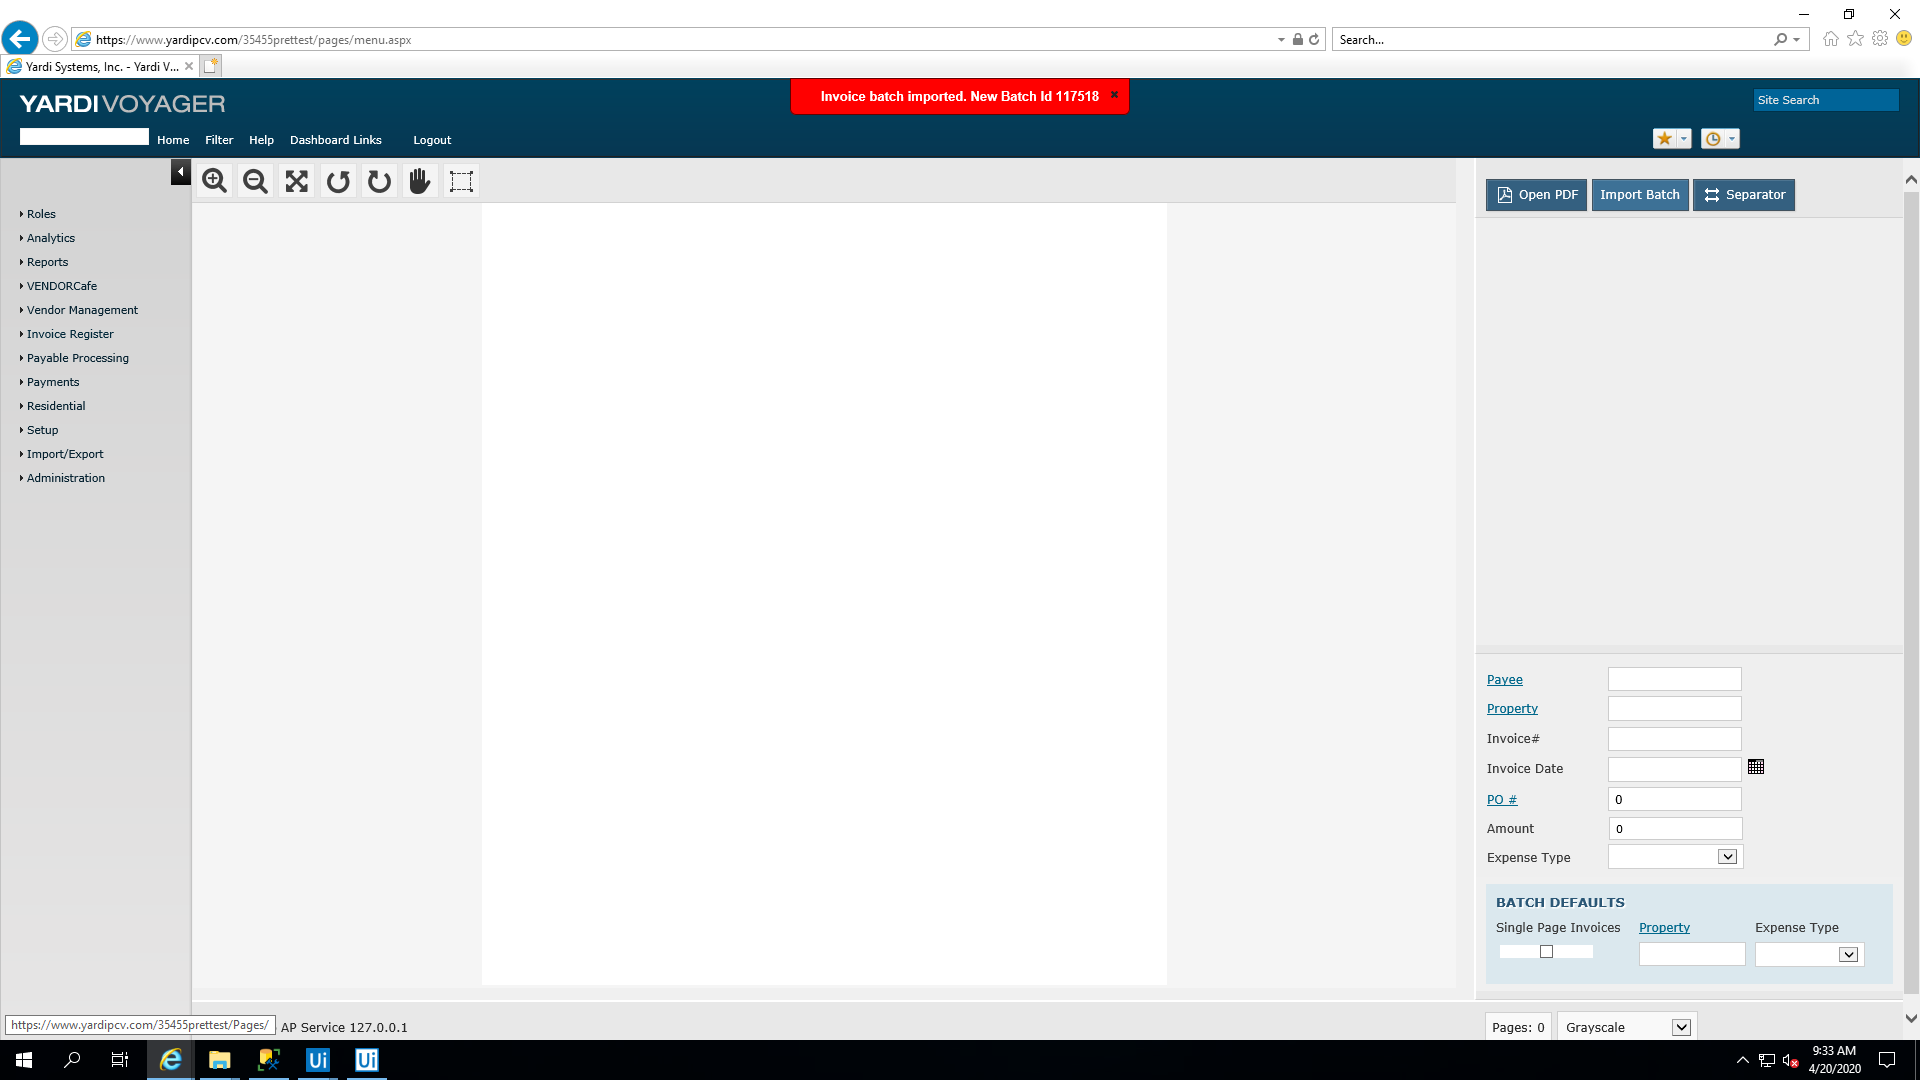 https://www.yardipcv.com/35455prettest/pages/menu.aspx
Search...
Yardi Systems, Inc. - Yardi V...
YARDI VOYAGER
Invoice batch imported. New Batch Id 117518
Site Search
Home Filter Help Dashboard Links Logout
Open PDF Import Batch Separator
Roles
Analytics
Reports
VENDORCafe
Vendor Management
Invoice Register
Payable Processing
Payments
Residential
Setup
Import/Export
Administration
Payee
Property
Invoice#
Invoice Date
PO # 0
Amount 0
Expense Type
BATCH DEFAULTS
Single Page Invoices Property Expense Type
https://www.yardipcv.com/35455prettest/Pages/ AP Service 127.0.0.1
Pages: 0 Grayscale
Ui Ui
9:33 AM
4/20/2020